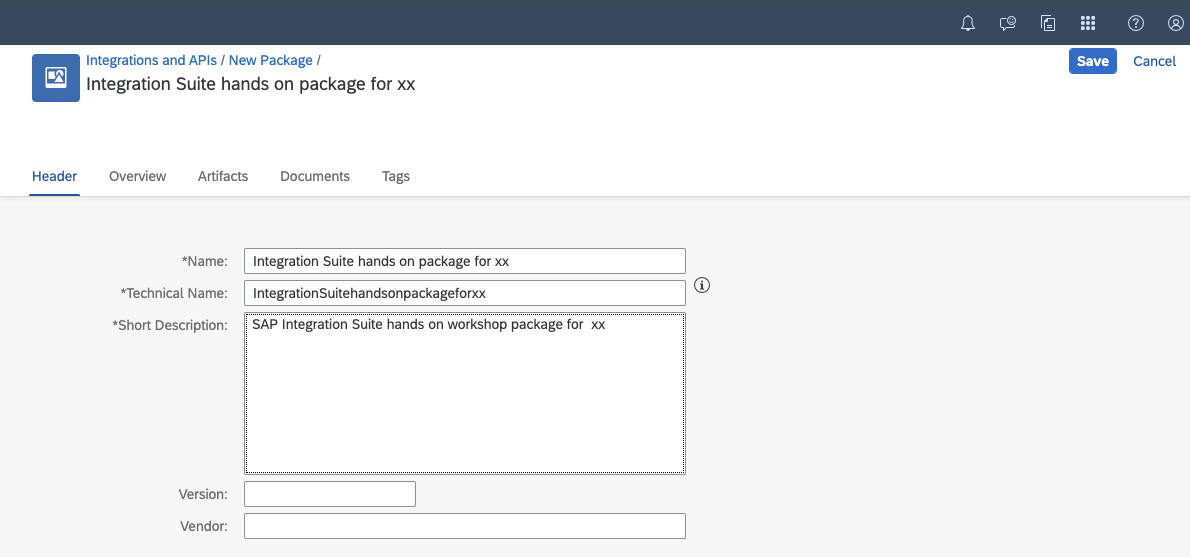 Integrations and APIs / New Package /
Save
Cancel
Integration Suite hands on package for xx
Header
Overview
Artifacts
Documents
Tags
*Name:
Integration Suite hands on package for xx
*Technical Name:
IntegrationSuitehandsonpackageforxx
*Short Description:
SAP Integration Suite hands on workshop package for  xx
Version:
Vendor: